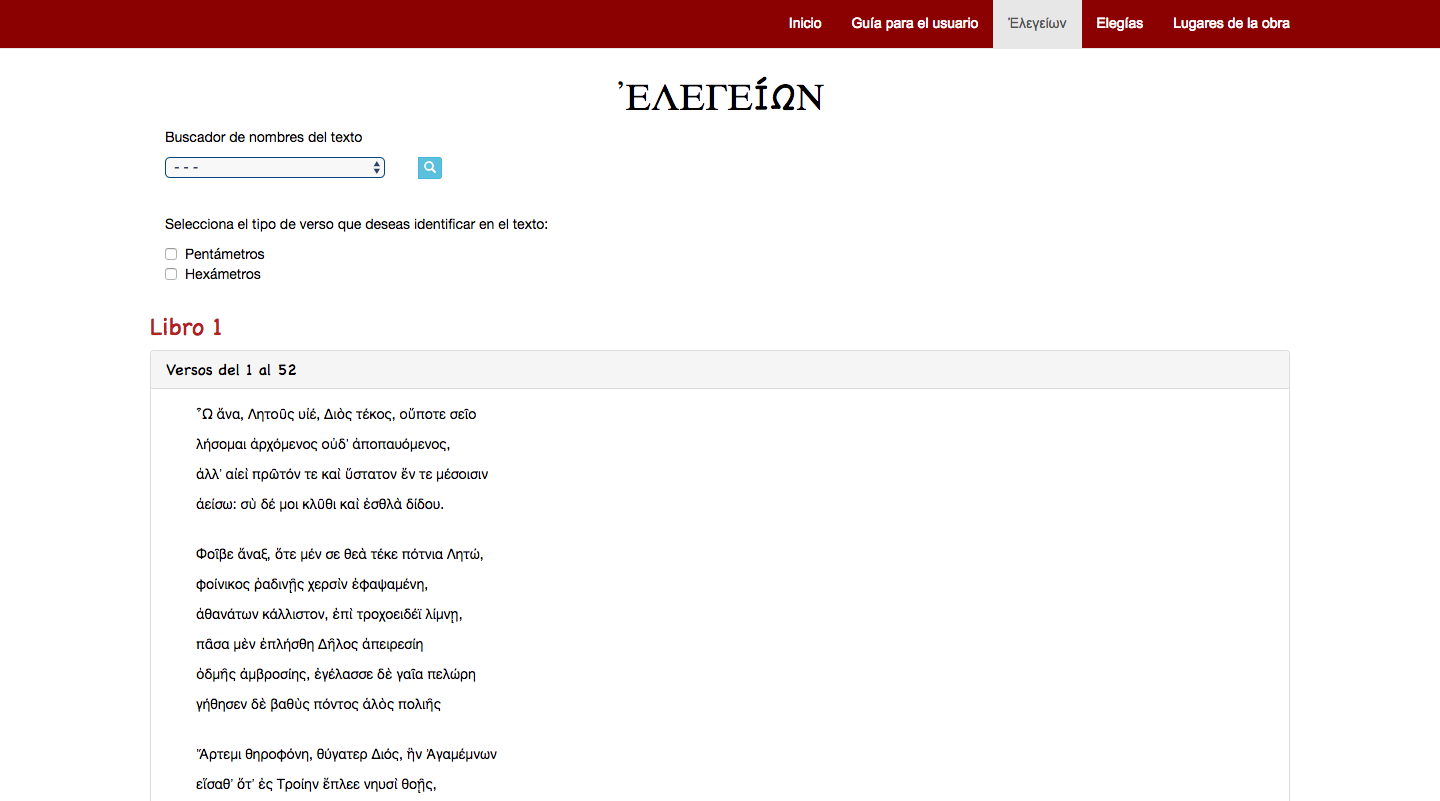 Inicio Guía para el usuario Ἐλεγείων Elegías Lugares de la obra
ἘΛΕΓΕΊΩΝ
Buscador de nombres del texto
- - -
Selecciona el tipo de verso que deseas identificar en el texto:
Pentámetros
Hexámetros
Libro 1
Versos del 1 al 52
Ὦ ἄνα, Λητοῦς υἱέ, Διὸς τέκος, οὔποτε σεῖο
λήσομαι ἀρχόμενος οὐδ' ἀποπαυόμενος,
ἀλλ' αἰεὶ πρῶτόν τε καὶ ὕστατον ἔν τε μέσοισιν
ἀείσω: σὺ δέ μοι κλῦθι καὶ ἐσθλὰ δίδου.
Φοῖβε ἄναξ, ὅτε μέν σε θεὰ τέκε πότνια Λητώ,
φοίνικος ῥαδινῇς χερσὶν ἐφαψαμένη,
ἀθανάτων κάλλιστον, ἐπὶ τροχοειδέϊ λίμνῃ,
πᾶσα μὲν ἐπλήσθη Δῆλος ἀπειρεσίη
ὀδμῆς ἀμβροσίης, ἐγέλασσε δὲ γαῖα πελώρη
γήθησεν δὲ βαθὺς πόντος ἁλὸς πολιῆς
Ἄρτεμι θηροφόνη, θύγατερ Διός, ἣν Ἀγαμέμνων
εἵσαθ' ὅτ' ἐς Τροίην ἔπλεε νηυσὶ θοῇς,